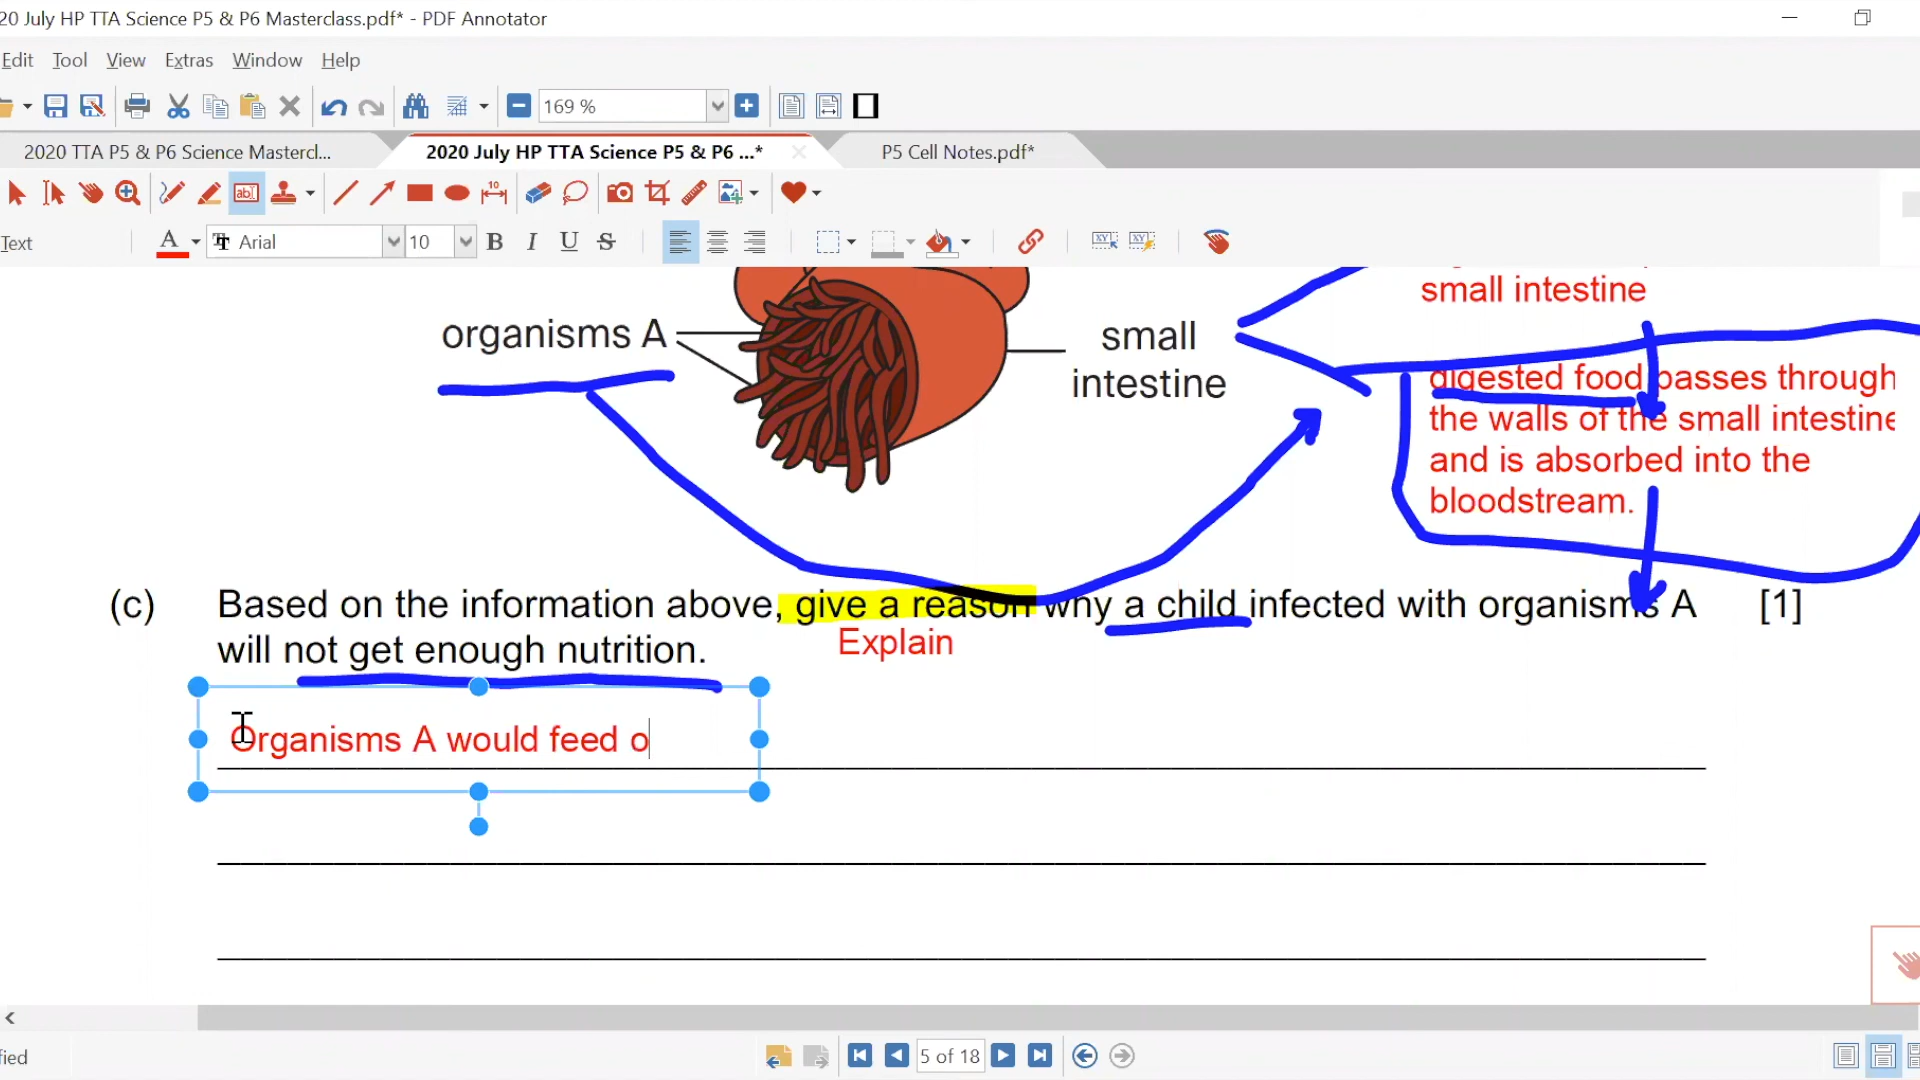 20 July HP TTA Science P5 & P6 Masterclass.pdf* - PDF Annotator
Edit Tool View Extras Window Help
169 %
2020 TTA P5 & P6 Science Mastercl...
2020 July HP TTA Science P5 & P6 ...*
P5 Cell Notes.pdf*
Text
Arial
10
B I U S
small intestine
organisms A
small
intestine
digested food passes through
the walls of the small intestine
and is absorbed into the
bloodstream.
(c) Based on the information above, give a reason why a child infected with organisms A [1]
Explain
will not get enough nutrition.
Organisms A would feed o
5 of 18